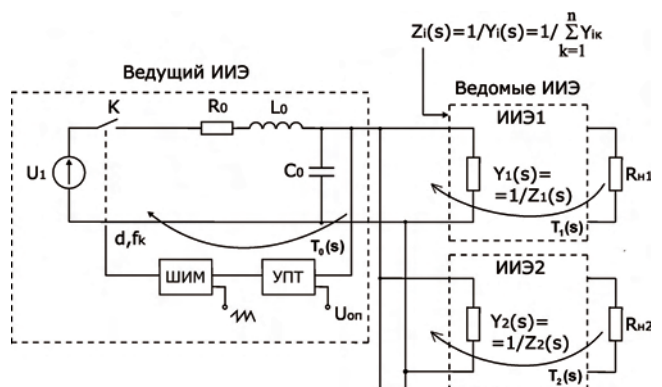 Zi(s)=1/Yi(s)=1/ n∑k=1 Yik
Ведущий ИИЭ
Ведомые ИИЭ
ИИЭ1
K
R0
L0
U1
C0
Y1(s)=
=1/Z1(s)
Rн1
d,fk
T0(s)
T1(s)
ШИМ
УПТ
Uоп
ИИЭ2
Y2(s)=
=1/Z2(s)
Rн2
T2(s)